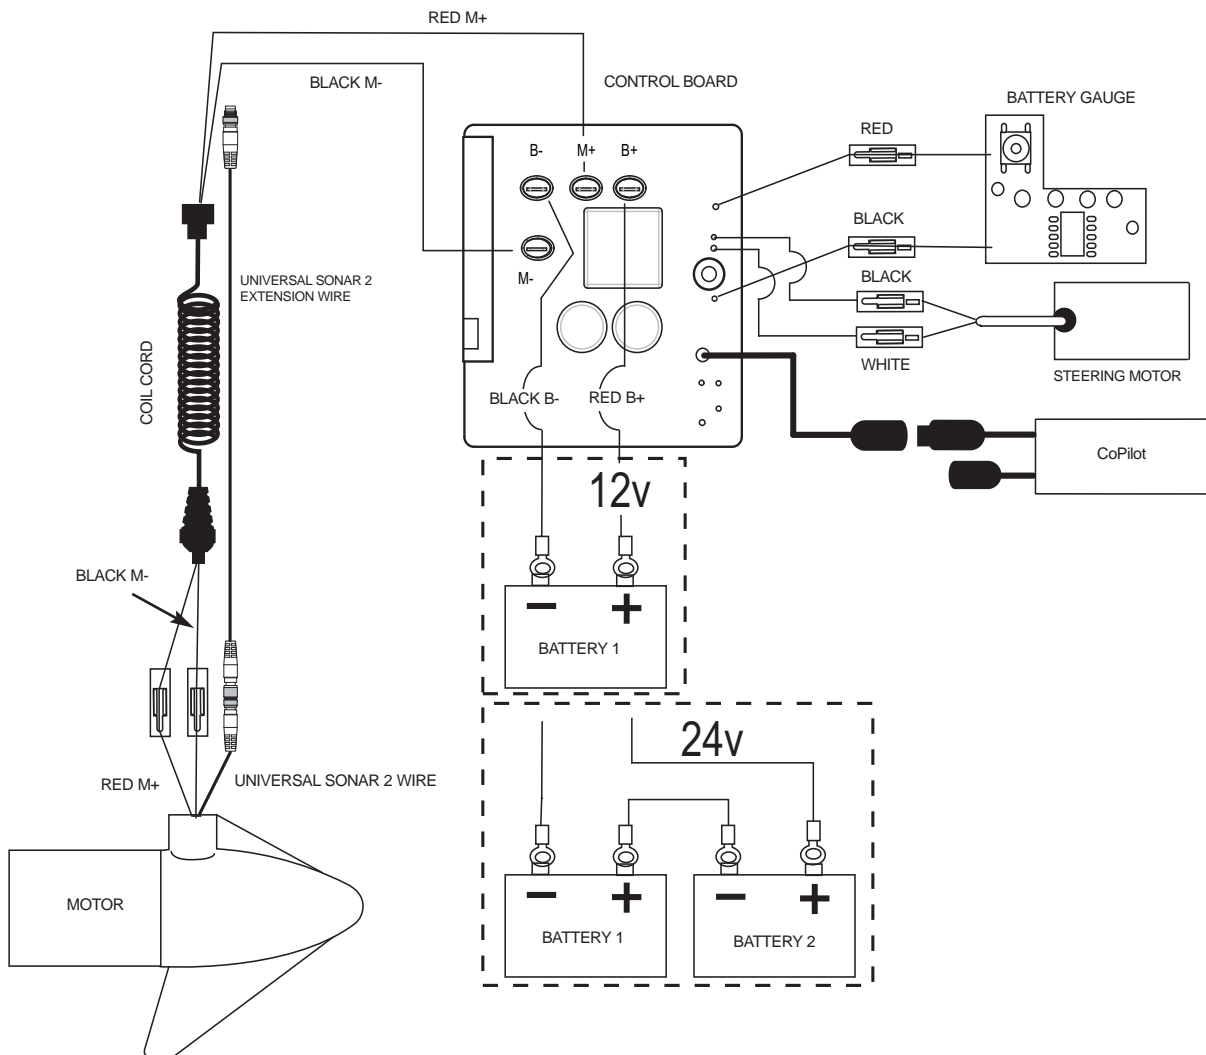 RED M+
BLACK M-
CONTROL BOARD
BATTERY GAUGE
RED
B-
M+
B+
BLACK
M-
BLACK
UNIVERSAL SONAR 2
EXTENSION WIRE
COIL CORD
WHITE
STEERING MOTOR
BLACK B-
RED B+
CoPilot
12v
BLACK M-
BATTERY 1
24v
RED M+
UNIVERSAL SONAR 2 WIRE
MOTOR
BATTERY 1
BATTERY 2